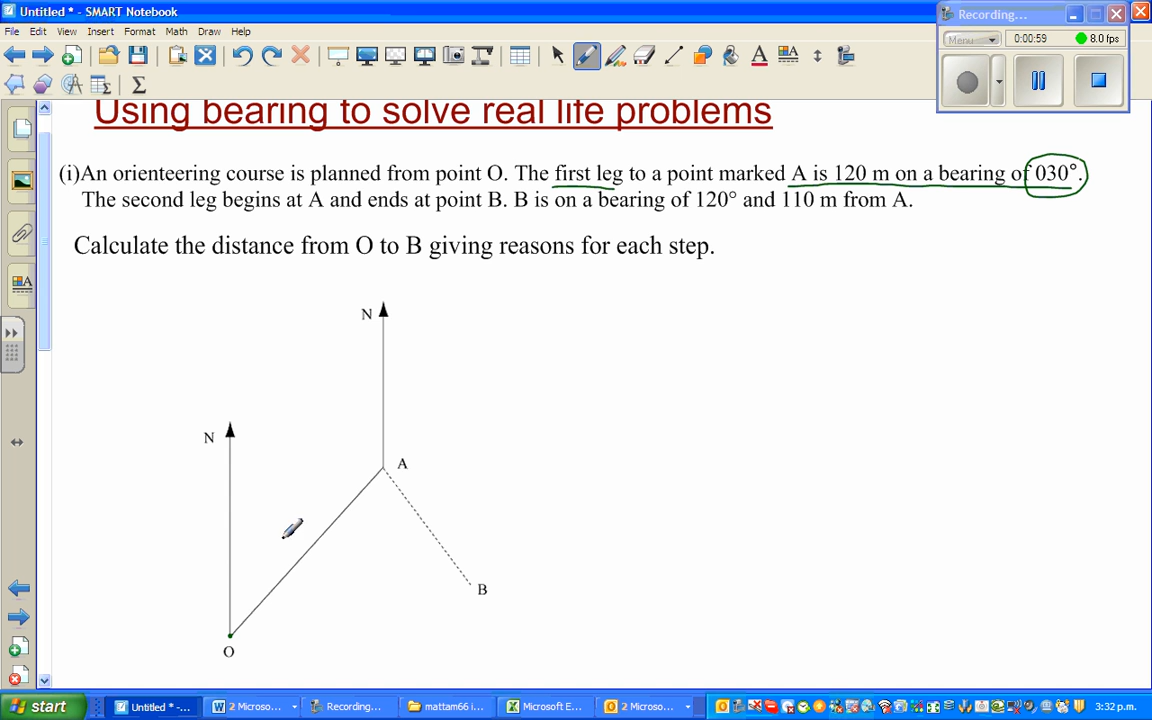 Untitled * - SMART Notebook
Recording...
File Edit View Insert Format Math Draw Help
Menu 0:00:59 8.0 fps
Using bearing to solve real life problems
(i)An orienteering course is planned from point O. The first leg to a point marked A is 120 m on a bearing of 030°.
The second leg begins at A and ends at point B. B is on a bearing of 120° and 110 m from A.
Calculate the distance from O to B giving reasons for each step.
N
N
A
B
O
start Untitled * -... 2 Microso... Recording... mattam66 i... Microsoft E... 2 Microso... 3:32 p.m.